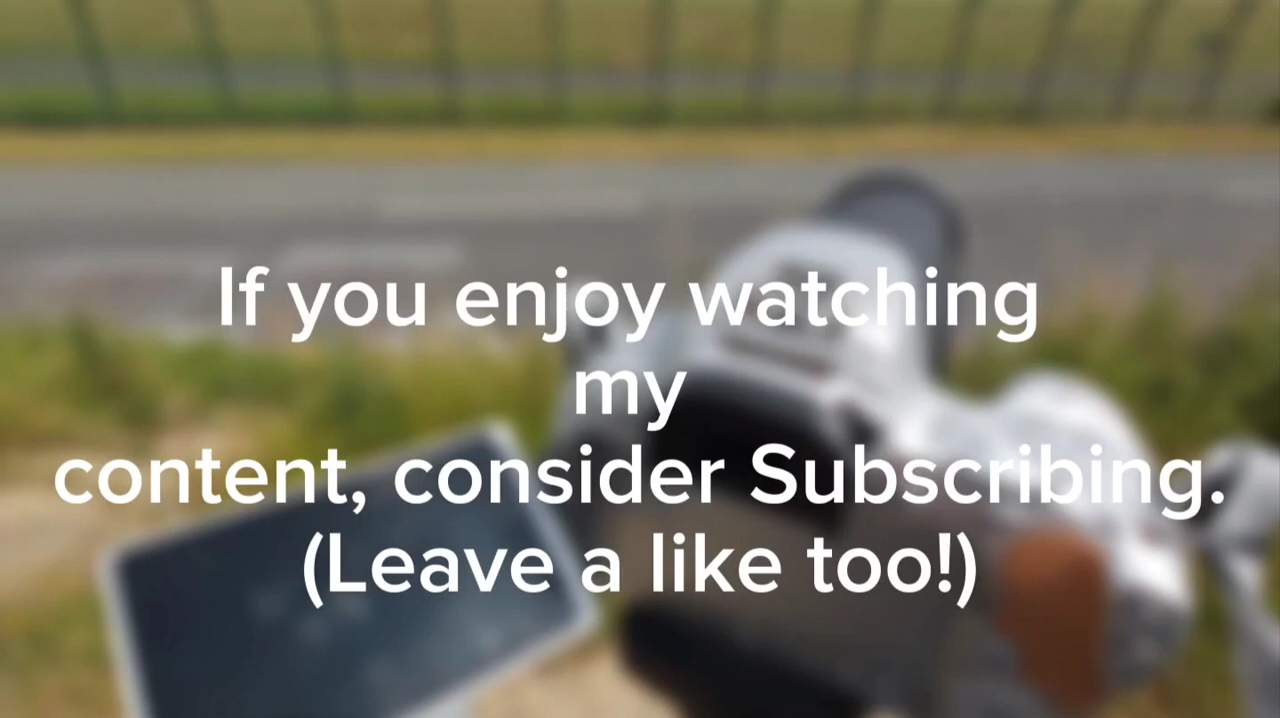 If you enjoy watching
my
content, consider Subscribing.
(Leave a like too!)